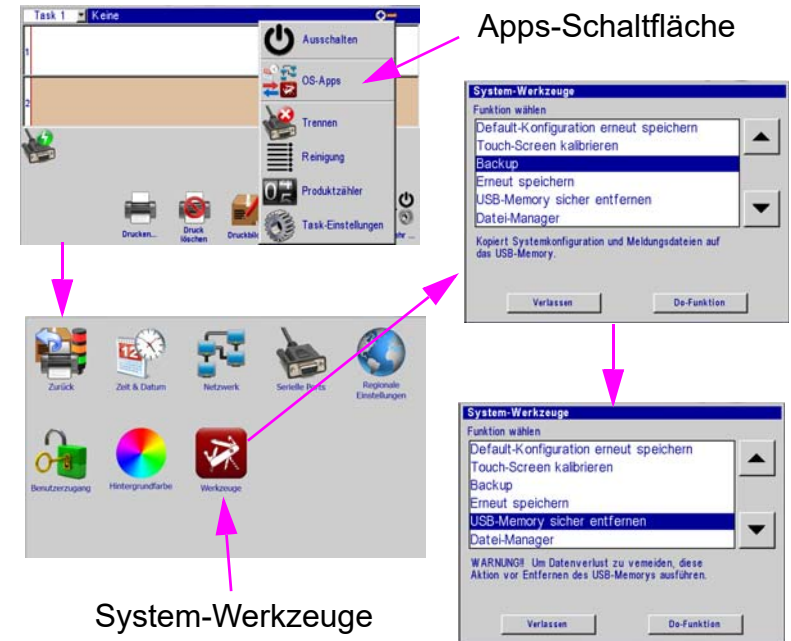 Task 1 Keine
Apps-Schaltfläche
1
2
Ausschalten
OS-Apps
Trennen
Reinigung
Produktzähler
Task-Einstellungen
Drucken...
Druck
löschen
System-Werkzeuge
Funktion wählen
Default-Konfiguration erneut speichern
Touch-Screen kalibrieren
Backup
Erneut speichern
USB-Memory sicher entfernen
Datei-Manager
Kopiert Systemkonfiguration und Meldungsdateien auf
das USB-Memory.
Verlassen Do-Funktion
Zurück Zeit & Datum Netzwerk Serielle Ports Regionale
Einstellungen
Benutzerzugang Hintergrundfarbe Werkzeuge
System-Werkzeuge
System-Werkzeuge
Funktion wählen
Default-Konfiguration erneut speichern
Touch-Screen kalibrieren
Backup
Erneut speichern
USB-Memory sicher entfernen
Datei-Manager
WARNUNG!! Um Datenverlust zu vemeiden, diese
Aktion vor Entfernen des USB-Memorys ausführen.
Verlassen Do-Funktion